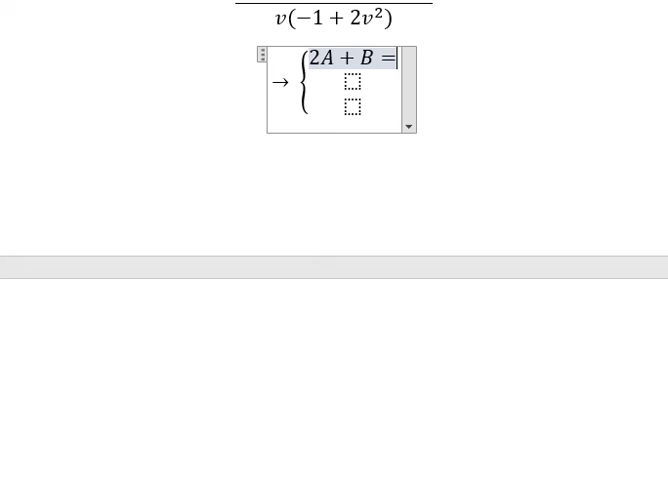 v(−1 + 2v²)
→ { 2A + B =